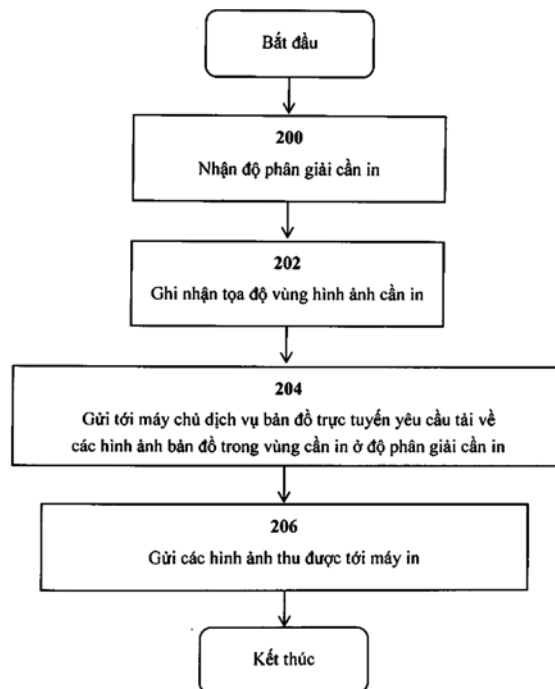 Bắt đầu
200
Nhận độ phân giải cần in
202
Ghi nhận tọa độ vùng hình ảnh cần in
204
Gửi tới máy chủ dịch vụ bản đồ trực tuyến yêu cầu tải về
các hình ảnh bản đồ trong vùng cần in ở độ phân giải cần in
206
Gửi các hình ảnh thu được tới máy in
Kết thúc